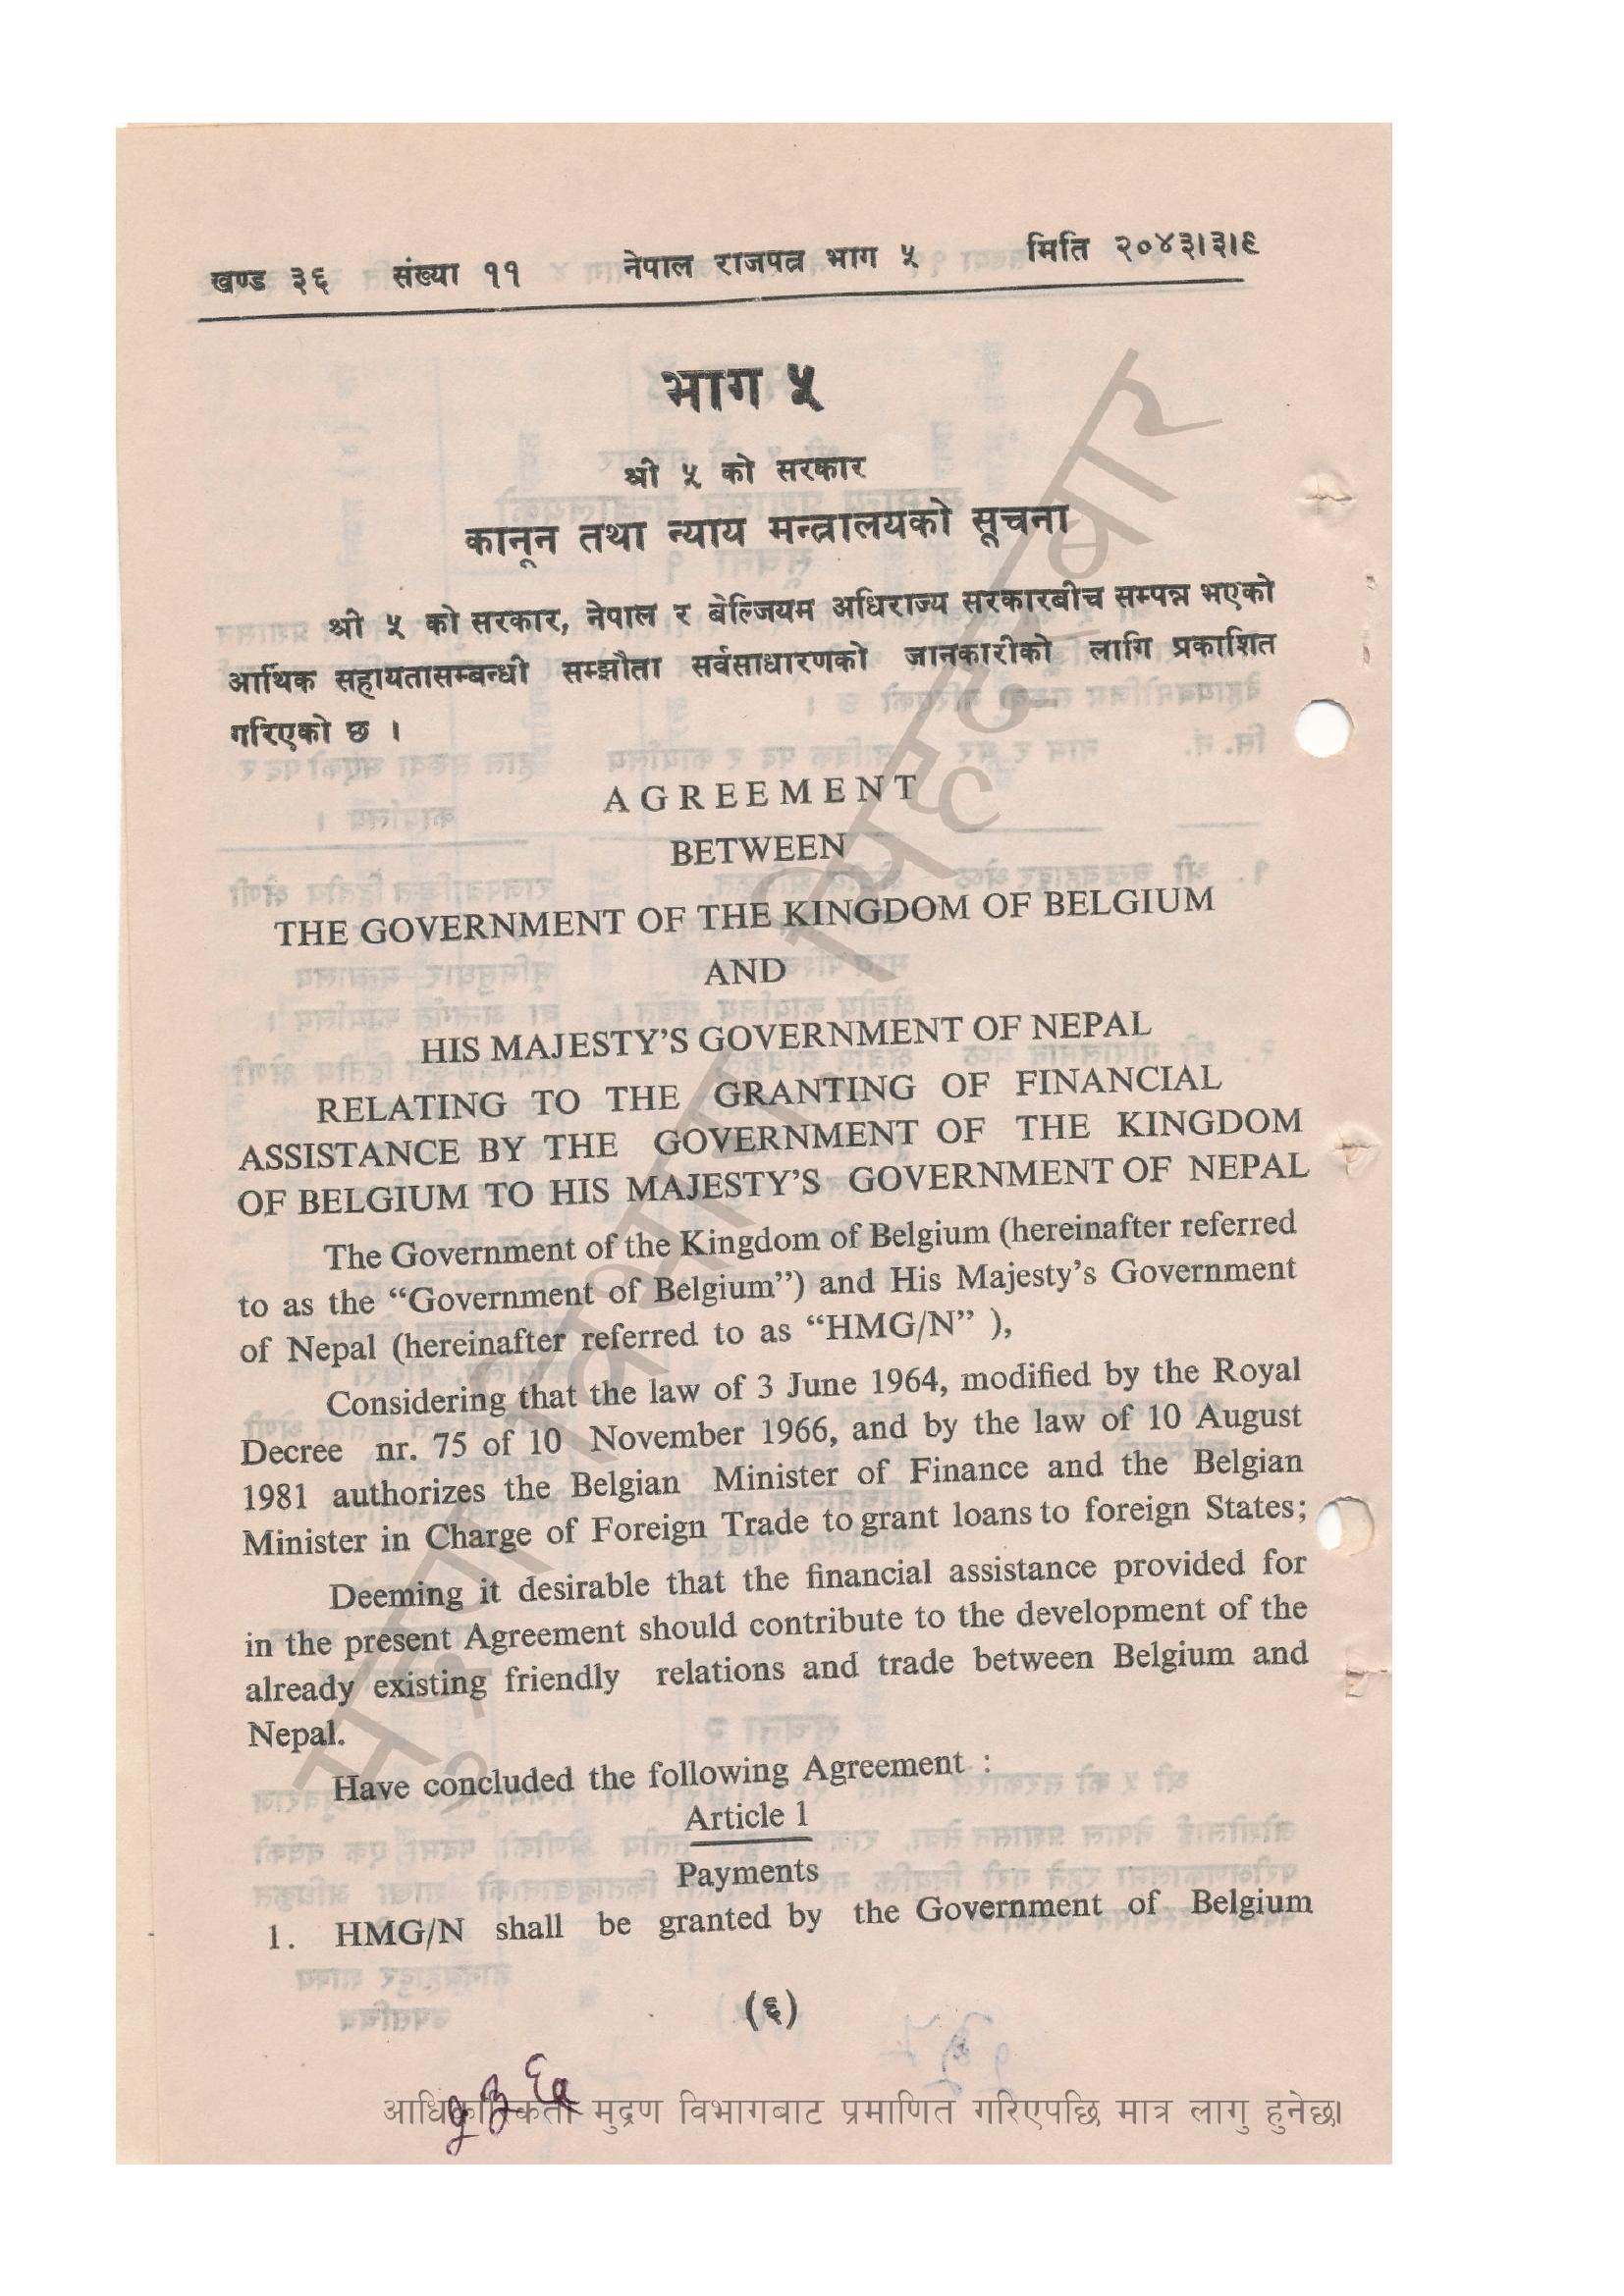 खण्ड ३६ संख्या ११ नेपाल राजपत्र भाग ५ मिति २०४३।३।९
भाग ५
श्री ५ को सरकार
कानून तथा न्याय मन्त्रालयको सूचना
श्री ५ को सरकार, नेपाल र बेल्जियम अधिराज्य सरकारबीच सम्पन्न भएको
आर्थिक सहायतासम्बन्धी सम्झौता सर्वसाधारणको जानकारीको लागि प्रकाशित
गरिएको छ ।
AGREEMENT
BETWEEN
THE GOVERNMENT OF THE KINGDOM OF BELGIUM
AND
HIS MAJESTY'S GOVERNMENT OF NEPAL
RELATING TO THE GRANTING OF FINANCIAL
ASSISTANCE BY THE GOVERNMENT OF THE KINGDOM
OF BELGIUM TO HIS MAJESTY'S GOVERNMENT OF NEPAL
The Government of the Kingdom of Belgium (hereinafter referred
to as the “Government of Belgium”) and His Majesty's Government
of Nepal (hereinafter referred to as “HMG/N” ),
Considering that the law of 3 June 1964, modified by the Royal
Decree nr. 75 of 10 November 1966, and by the law of 10 August
1981 authorizes the Belgian Minister of Finance and the Belgian
Minister in Charge of Foreign Trade to grant loans to foreign States;
Deeming it desirable that the financial assistance provided for
in the present Agreement should contribute to the development of the
already existing friendly relations and trade between Belgium and
Nepal.
Have concluded the following Agreement :
Article 1
Payments
1. HMG/N shall be granted by the Government of Belgium
(६)
मुद्रण विभागबाट प्रमाणित गरिएपछि मात्र लागु हुनेछ।